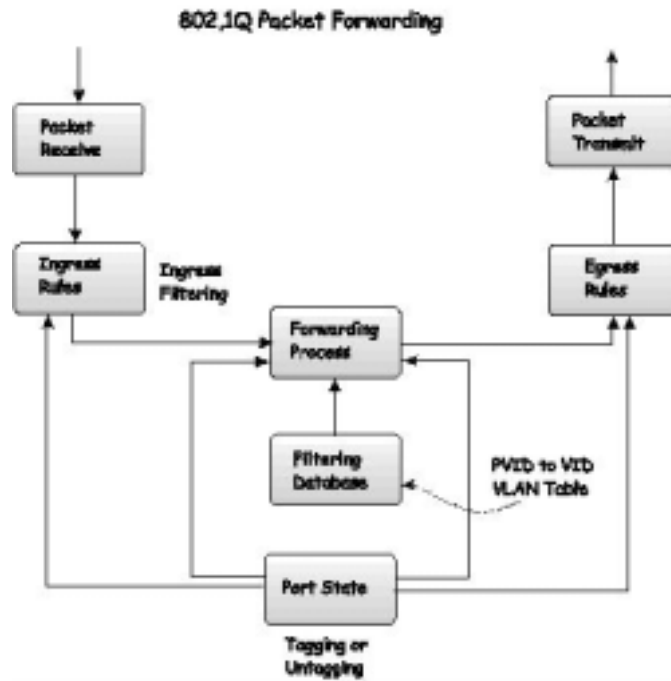 802,1Q Packet Forwarding
Packet
Receive
Packet
Transmit
Ingress
Rules
Ingress
Filtering
Egress
Rules
Forwarding
Process
Filtering
Database
PVID to VID
VLAN Table
Port State
Tagging or
Untagging